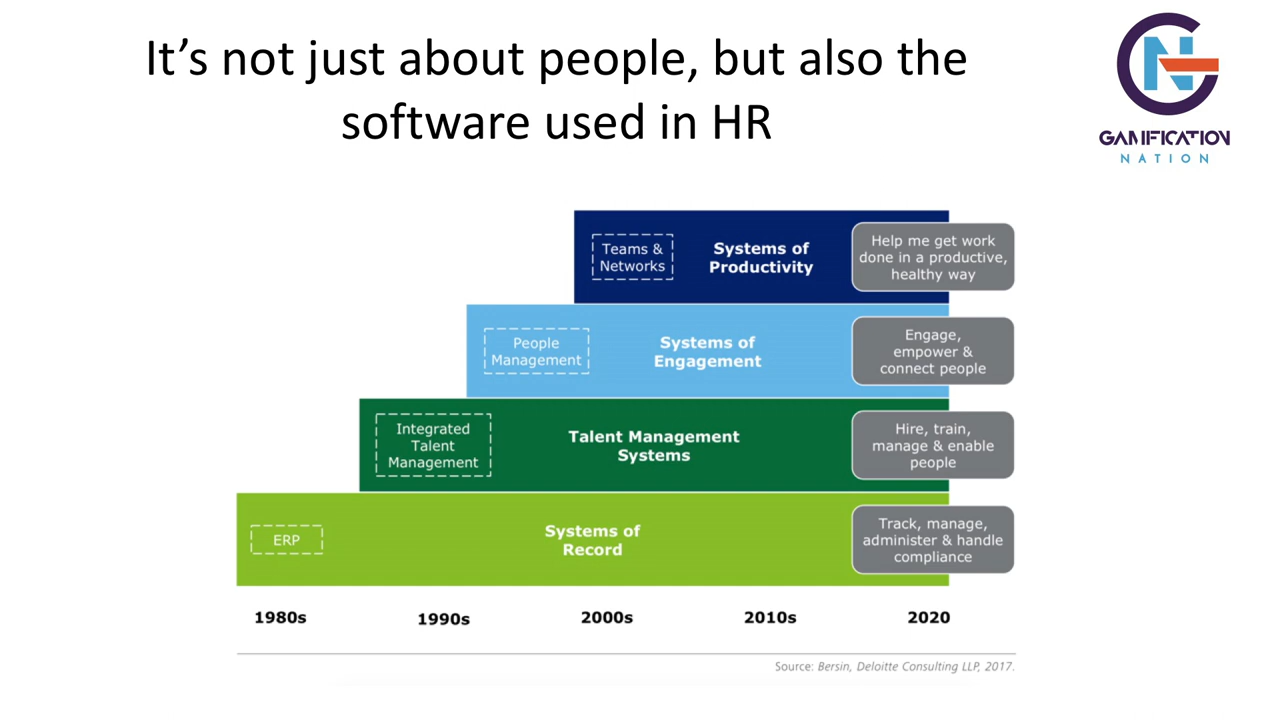 It’s not just about people, but also the
software used in HR
GAMIFICATION
NATION
Teams &
Networks
Systems of
Productivity
Help me get work
done in a productive,
healthy way
People
Management
Systems of
Engagement
Engage,
empower &
connect people
Integrated
Talent
Management
Talent Management
Systems
Hire, train,
manage & enable
people
ERP
Systems of
Record
Track, manage,
administer & handle
compliance
1980s
1990s
2000s
2010s
2020
Source: Bersin, Deloitte Consulting LLP, 2017.